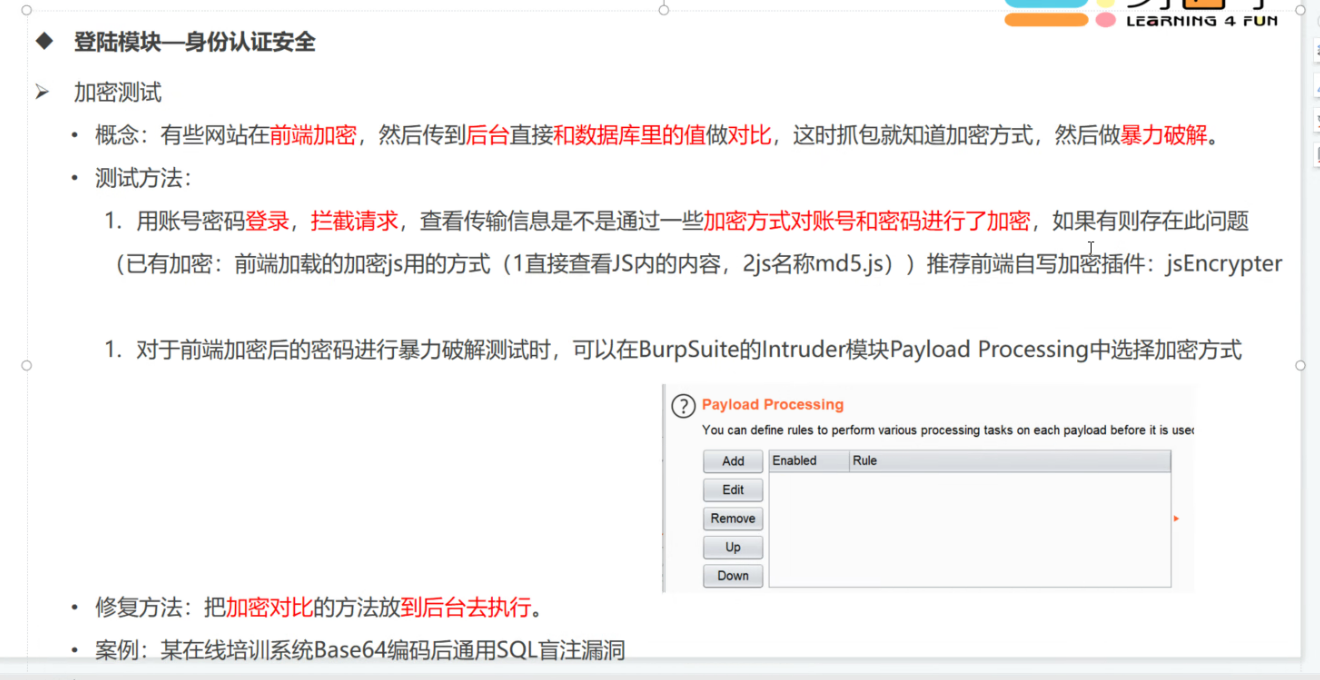 LEARNING 4 FUN
◆ 登陆模块—身份认证安全
➢ 加密测试
• 概念：有些网站在前端加密，然后传到后台直接和数据库里的值做对比，这时抓包就知道加密方式，然后做暴力破解。
• 测试方法：
1. 用账号密码登录，拦截请求，查看传输信息是不是通过一些加密方式对账号和密码进行了加密，如果有则存在此问题
（已有加密：前端加载的加密js用的方式（1直接查看JS内的内容，2js名称md5.js））推荐前端自写加密插件：jsEncrypter
1. 对于前端加密后的密码进行暴力破解测试时，可以在BurpSuite的Intruder模块Payload Processing中选择加密方式
? Payload Processing
You can define rules to perform various processing tasks on each payload before it is used
Add Enabled Rule
Edit
Remove
Up
Down
• 修复方法：把加密对比的方法放到后台去执行。
• 案例：某在线培训系统Base64编码后通用SQL盲注漏洞